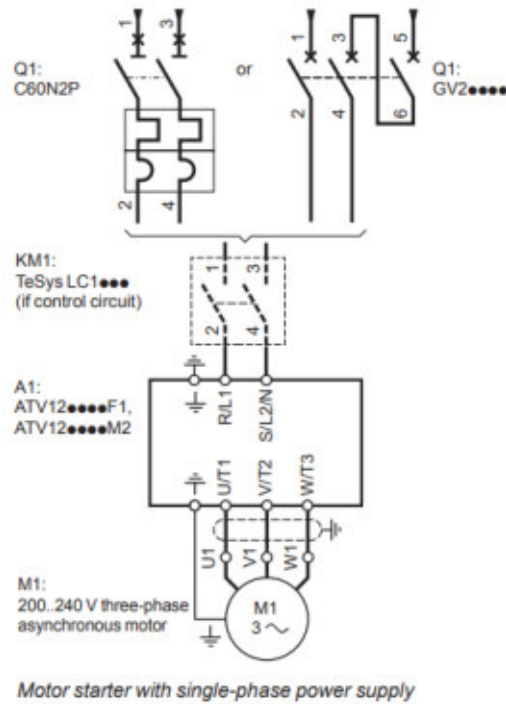 1
3
1
3
5
Q1:
C60N2P
or
Q1:
GV2●●●●
2
4
6
2
4
KM1:
TeSys LC1●●●
(if control circuit)
1
3
2
4
A1:
ATV12●●●●F1,
ATV12●●●●M2
R/L1
S/L2/N
U/T1
V/T2
W/T3
U1
V1
W1
M1:
200..240 V three-phase
asynchronous motor
M1
3
Motor starter with single-phase power supply